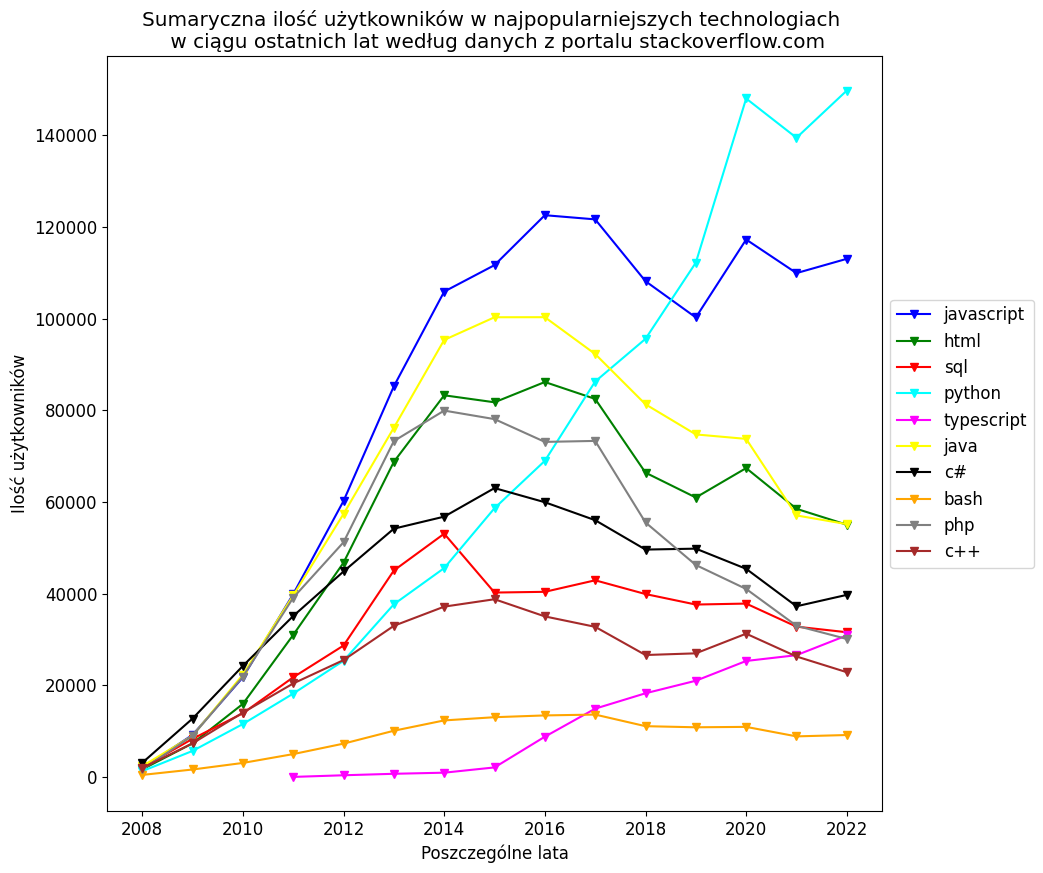 Sumaryczna ilość użytkowników w najpopularniejszych technologiach
w ciągu ostatnich lat według danych z portalu stackoverflow.com
Ilość użytkowników
140000
120000
100000
80000
60000
40000
20000
0
2008
2010
2012
2014
2016
2018
2020
2022
Poszczególne lata
javascript
html
sql
python
typescript
java
c#
bash
php
c++